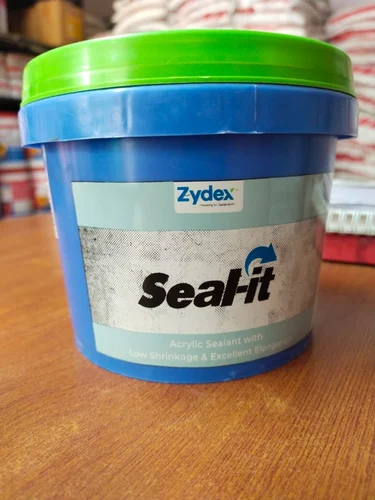 Zydex
Seal-it
Acrylic Sealant with
Low Shrinkage & Excellent